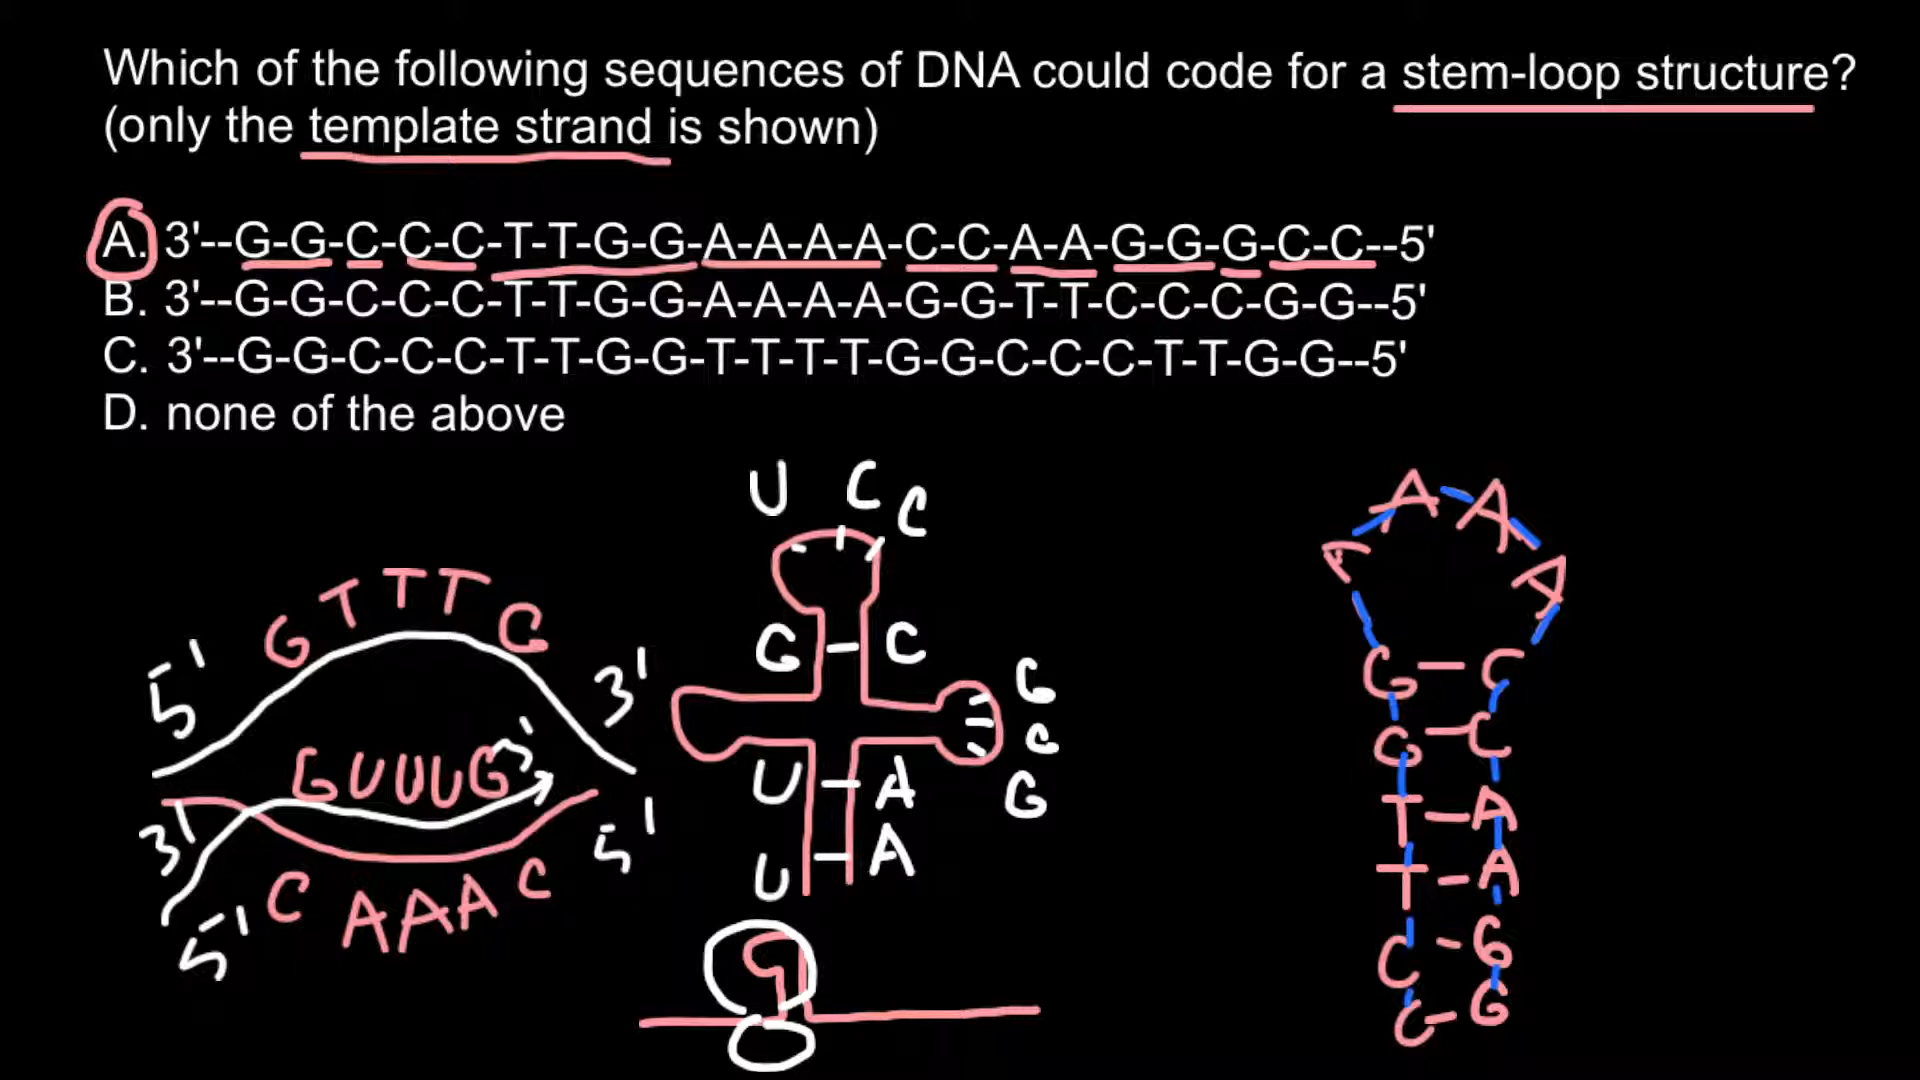 Which of the following sequences of DNA could code for a stem-loop structure?
(only the template strand is shown)
A. 3'--G-G-C-C-C-T-T-G-G-A-A-A-A-C-C-A-A-G-G-G-C-C--5'
B. 3'--G-G-C-C-C-T-T-G-G-A-A-A-A-G-G-T-T-C-C-C-G-G--5'
C. 3'--G-G-C-C-C-T-T-G-G-T-T-T-T-G-G-C-C-C-T-T-G-G--5'
D. none of the above
5' G T T T G 3'
G U U U G 3'
3' 5'
5' C A A A C
U C C
G - C
G
C
G
U - A
U - A
A A A A
G - C
G - C
T - A
T - A
C - G
C - G